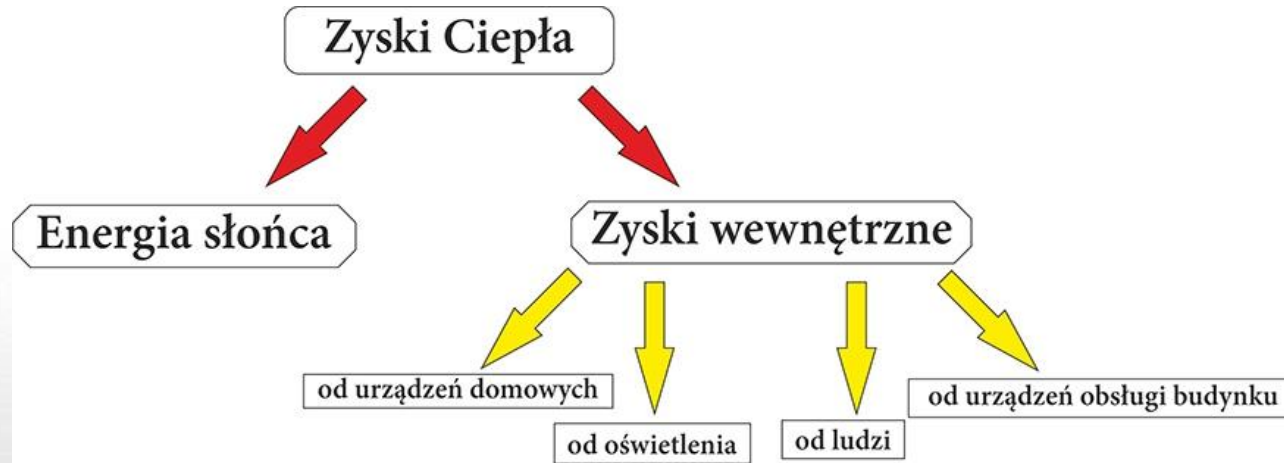 Zyski Ciepła
Energia słońca
Zyski wewnętrzne
od urządzeń domowych
od oświetlenia
od ludzi
od urządzeń obsługi budynku